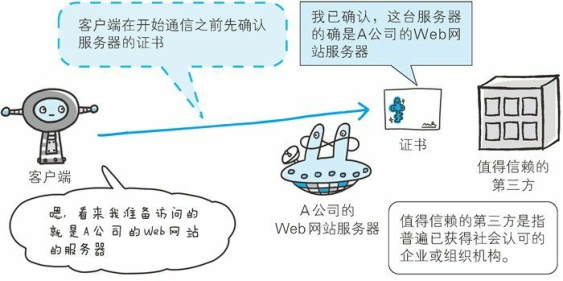 客户端在开始通信之前先确认
服务器的证书
我已确认，这台服务器
的确是A公司的Web网
站服务器
客户端
证书
值得信赖的
第三方
A公司的
Web网站服务器
嗯，看来我准备访问的
就是A公司的Web网站
的服务器
值得信赖的第三方是指
普遍已获得社会认可的
企业或组织机构。